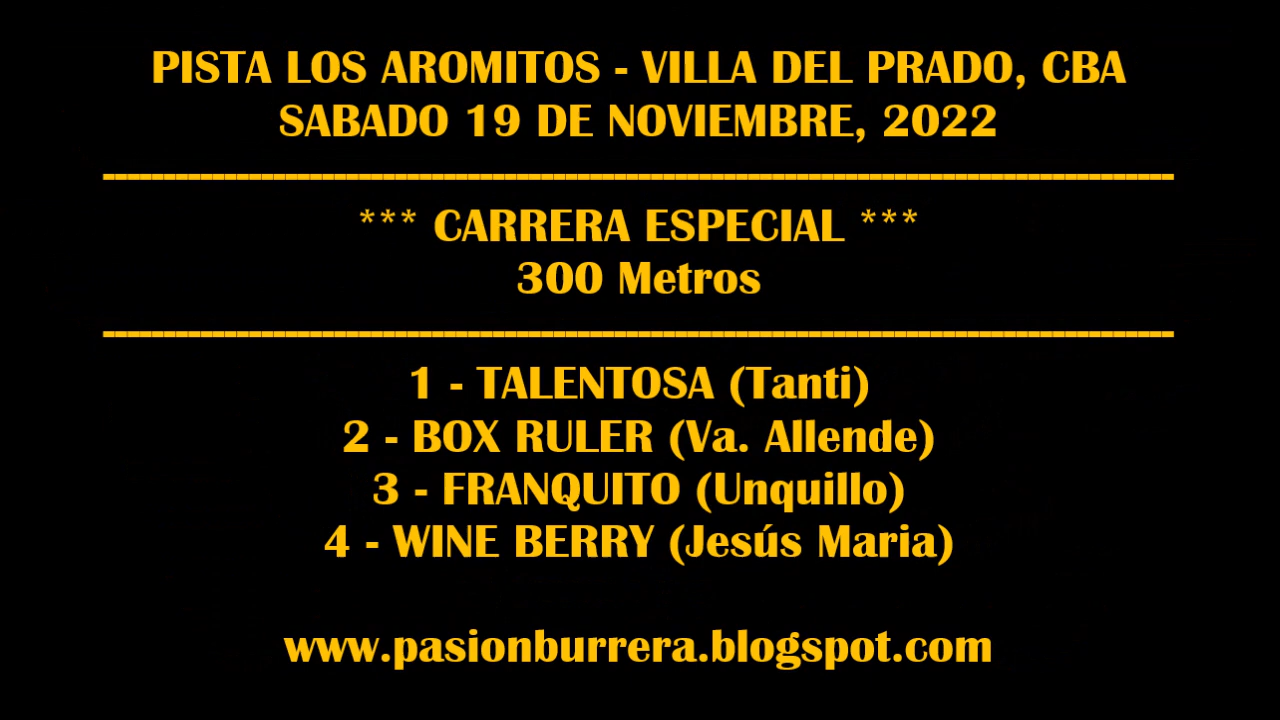 PISTA LOS AROMITOS - VILLA DEL PRADO, CBA
SABADO 19 DE NOVIEMBRE, 2022
*** CARRERA ESPECIAL ***
300 Metros
1 - TALENTOSA (Tanti)
2 - BOX RULER (Va. Allende)
3 - FRANQUITO (Unquillo)
4 - WINE BERRY (Jesús Maria)
www.pasionburrera.blogspot.com